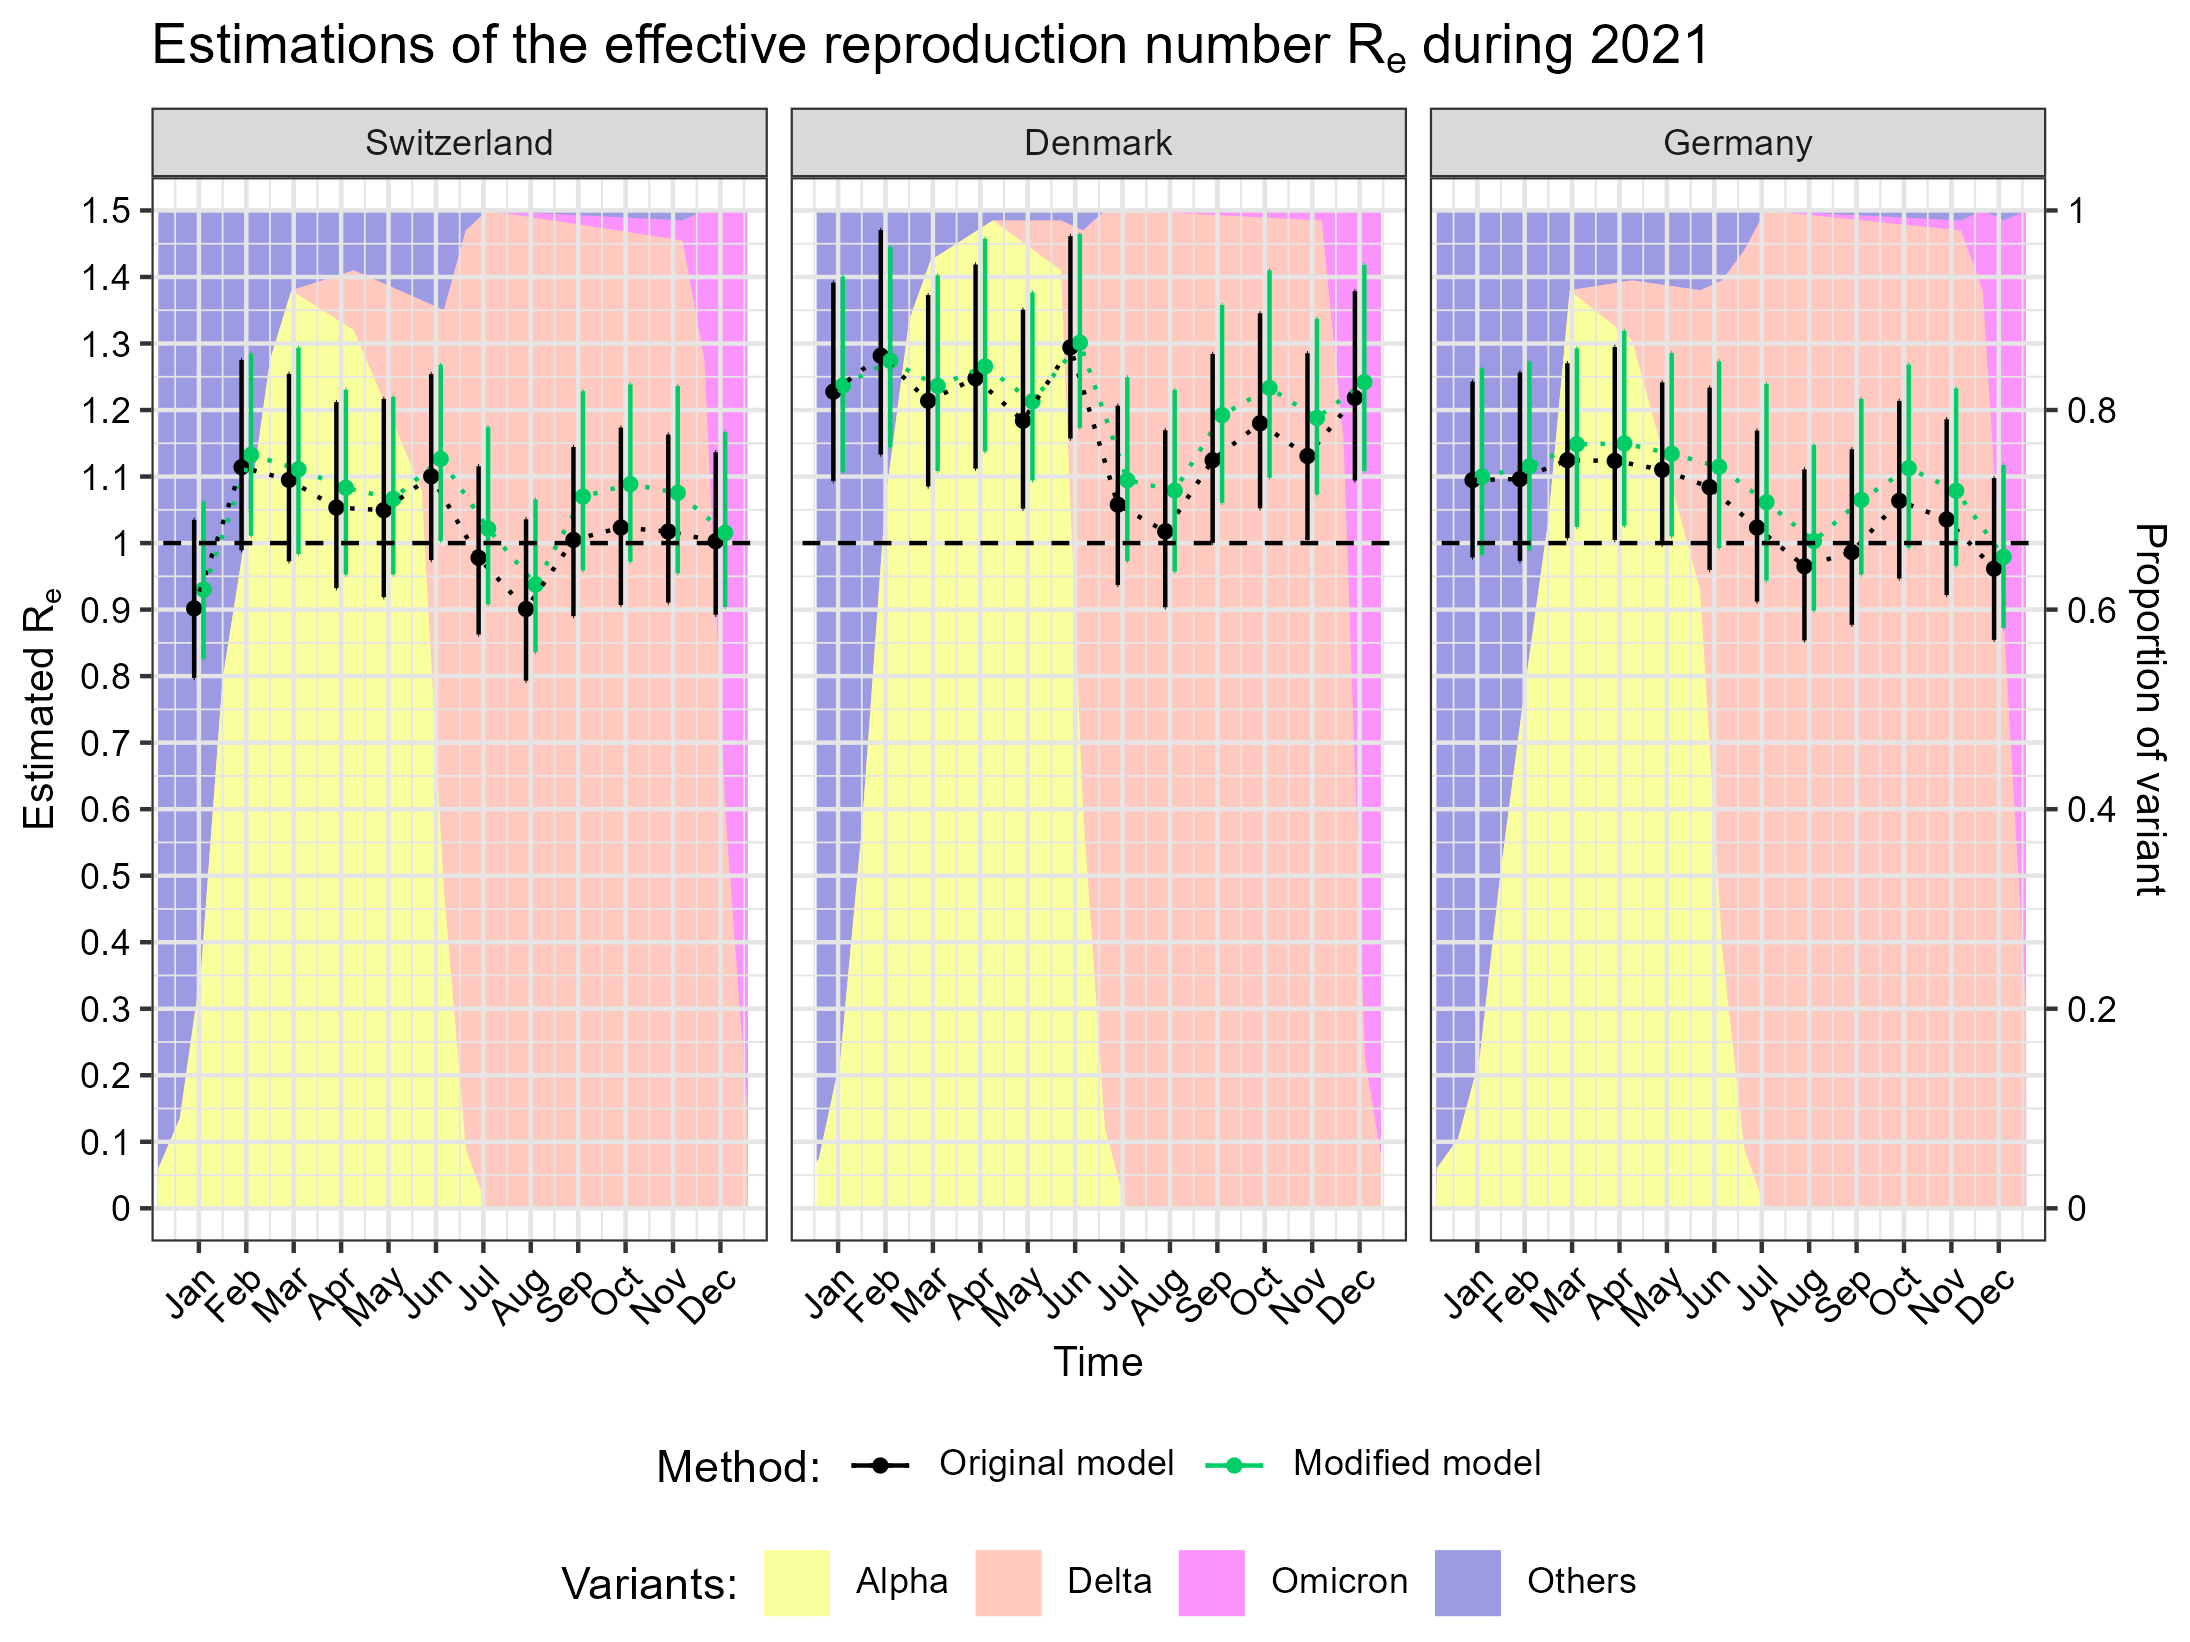 Estimations of the effective reproduction number Re during 2021
Switzerland
Denmark
Germany
Estimated Re
1.5
1.4
1.3
1.2
1.1
1
0.9
0.8
0.7
0.6
0.5
0.4
0.3
0.2
0.1
0
1
0.8
0.6
0.4
0.2
0
Proportion of variant
Jan Feb Mar Apr May Jun Jul Aug Sep Oct Nov Dec
Jan Feb Mar Apr May Jun Jul Aug Sep Oct Nov Dec
Jan Feb Mar Apr May Jun Jul Aug Sep Oct Nov Dec
Time
Method: Original model Modified model
Variants: Alpha Delta Omicron Others